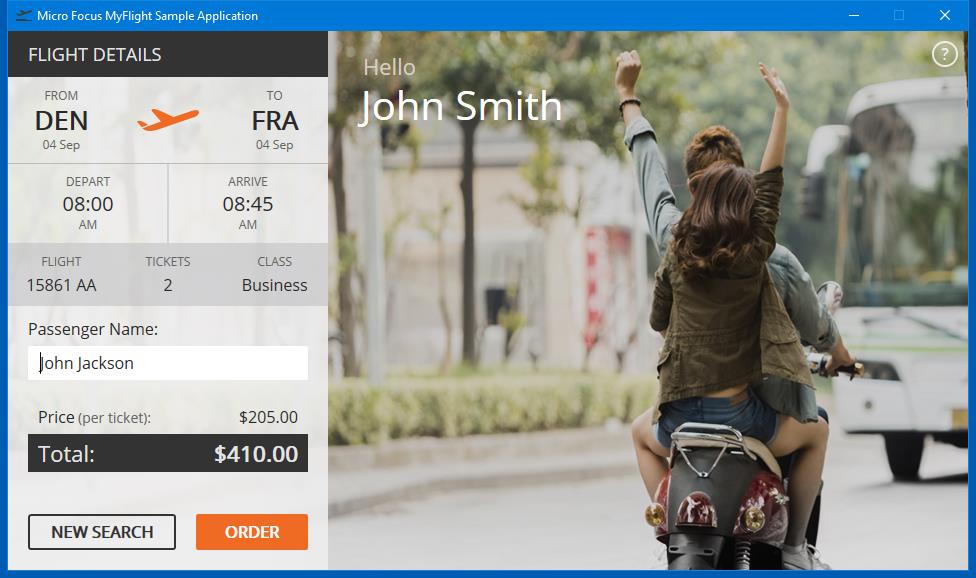 Micro Focus MyFlight Sample Application
FLIGHT DETAILS
FROM TO
DEN FRA
04 Sep 04 Sep
DEPART ARRIVE
08:00 08:45
AM AM
FLIGHT TICKETS CLASS
15861 AA 2 Business
Passenger Name:
John Jackson
Price (per ticket): $205.00
Total: $410.00
NEW SEARCH ORDER
?
Hello
John Smith